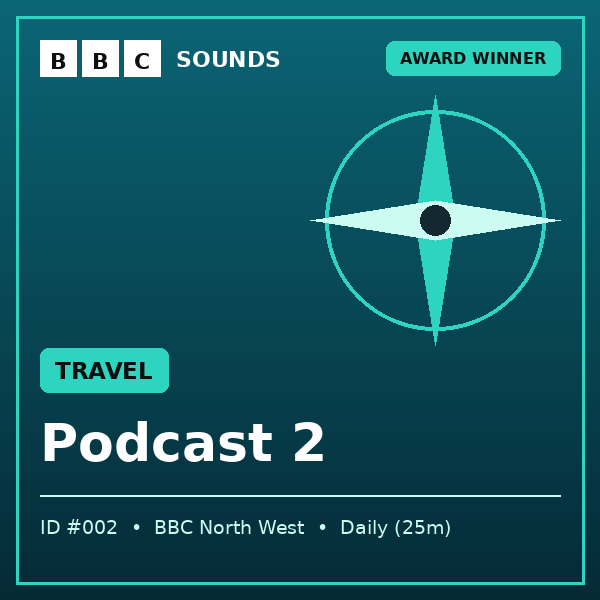 BBC SOUNDS
AWARD WINNER
TRAVEL
Podcast 2
ID #002 • BBC North West • Daily (25m)